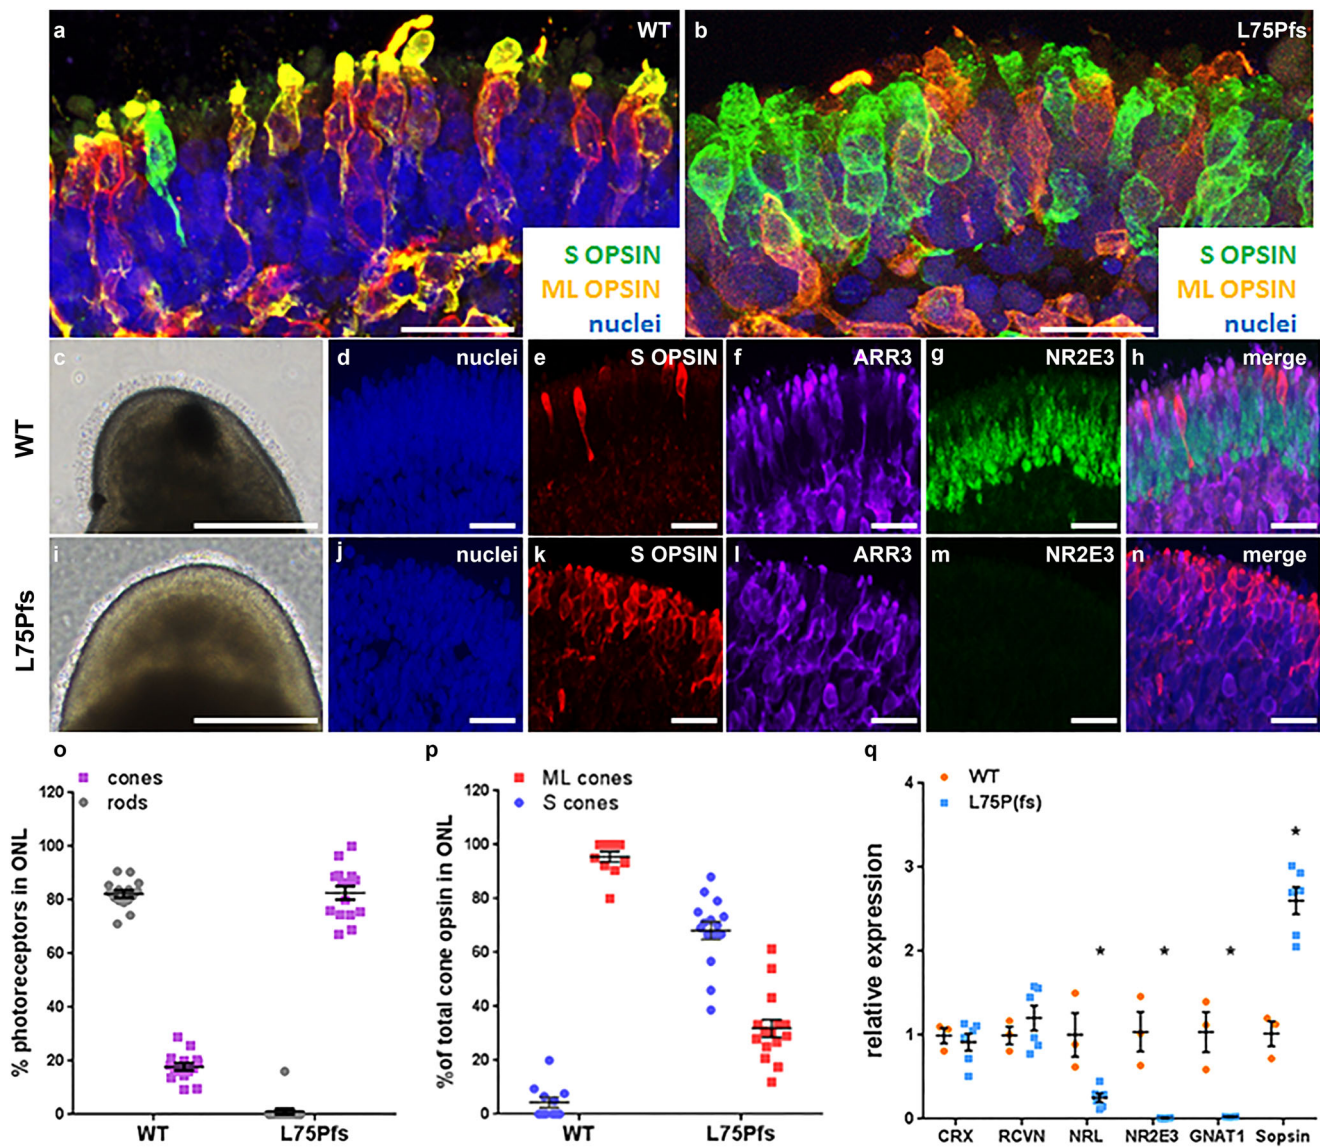 a WT
S OPSIN
ML OPSIN
nuclei
b L75Pfs
S OPSIN
ML OPSIN
nuclei
WT
c
d nuclei
e S OPSIN
f ARR3
g NR2E3
h merge
L75Pfs
i
j nuclei
k S OPSIN
l ARR3
m NR2E3
n merge
o
cones
rods
% photoreceptors in ONL
120
100
80
60
40
20
0
WT L75Pfs
p
ML cones
S cones
%of total cone opsin in ONL
120
100
80
60
40
20
0
WT L75Pfs
q
WT
L75P(fs)
relative expression
4
3
2
1
0
★ ★ ★ ★
CRX RCVN NRL NR2E3 GNAT1 Sopsin